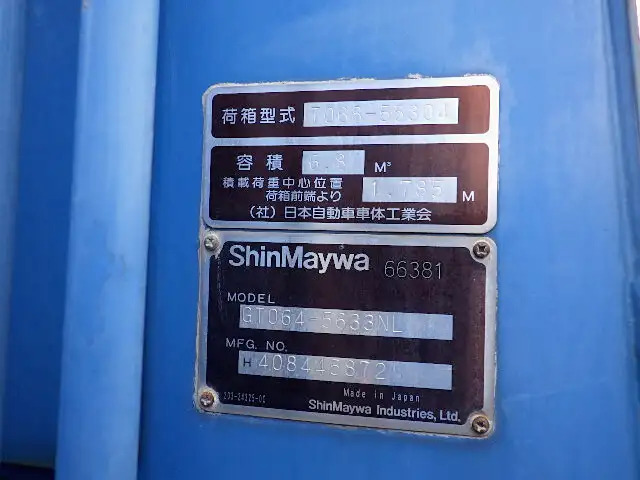 荷箱型式
容積 6.8 M³
積載荷重中心位置
荷箱前端より 1.785 M
(社)日本自動車車体工業会
ShinMaywa 66381
MODEL
GT064-5633NL
MFG. NO.
Made in Japan
ShinMaywa Industries, Ltd.